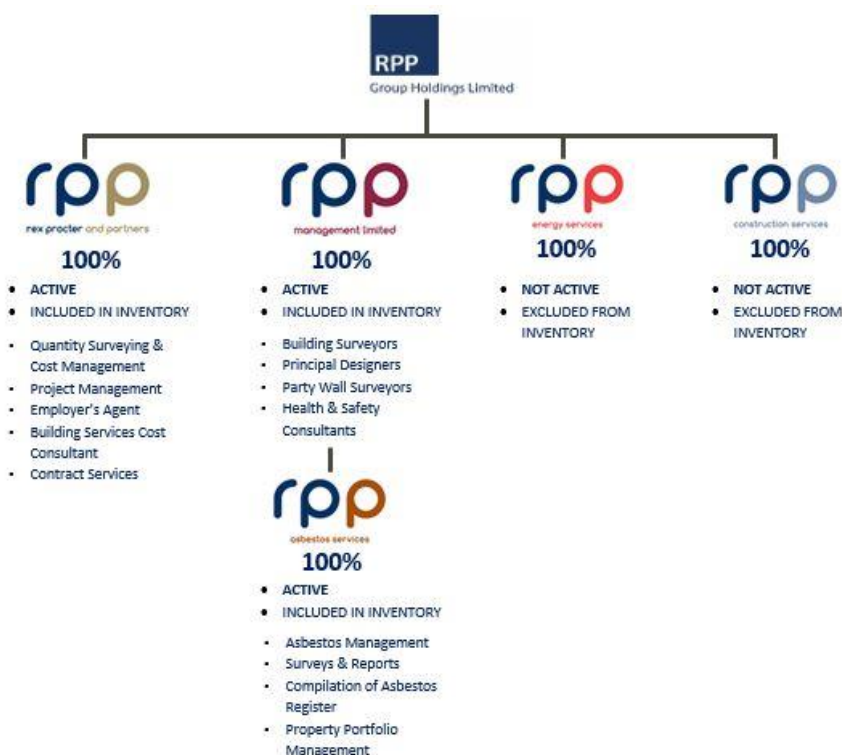 RPP
Group Holdings Limited
rpp
rex procter and partners
100%
• ACTIVE
• INCLUDED IN INVENTORY
▪ Quantity Surveying &
Cost Management
▪ Project Management
▪ Employer's Agent
▪ Building Services Cost
Consultant
▪ Contract Services
rpp
management limited
100%
• ACTIVE
• INCLUDED IN INVENTORY
▪ Building Surveyors
▪ Principal Designers
▪ Party Wall Surveyors
▪ Health & Safety
Consultants
rpp
asbestos services
100%
• ACTIVE
• INCLUDED IN INVENTORY
▪ Asbestos Management
▪ Surveys & Reports
▪ Compilation of Asbestos
Register
▪ Property Portfolio
Management
rpp
energy services
100%
• NOT ACTIVE
• EXCLUDED FROM
INVENTORY
rpp
construction services
100%
• NOT ACTIVE
• EXCLUDED FROM
INVENTORY